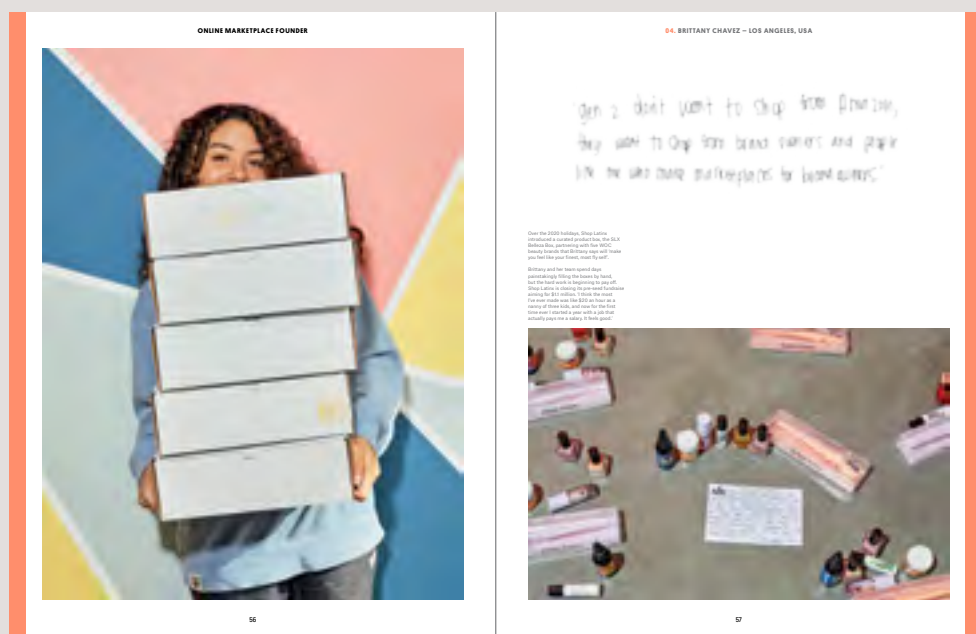 ONLINE MARKETPLACE FOUNDER
04. BRITTANY CHAVEZ – LOS ANGELES, USA
"gen z don't want to shop from Amazon,
they want to shop from brand owners and people
like me who make marketplaces for brand owners"
Over the 2020 holidays, Shop Latinx
introduced a curated product box, the SLX
Belleza Box, partnering with five WOC
beauty brands that Brittany says will 'make
you feel like your finest, most fly self'.
Brittany and her team spend days
painstakingly filling the boxes by hand,
but the hard work is beginning to pay off.
Shop Latinx is closing its pre-seed fundraise
aiming for $1.1 million. 'I think the most
I've ever made was like $20 an hour as a
nanny of three kids, and now for the first
time ever I started a year with a job that
actually pays me a salary. It feels good.'
56
57